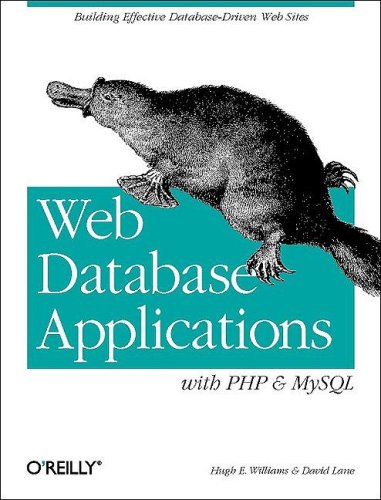 Building Effective Database-Driven Web Sites
Web
Database
Applications
with PHP & MySQL
Hugh E. Williams & David Lane
O'REILLY®